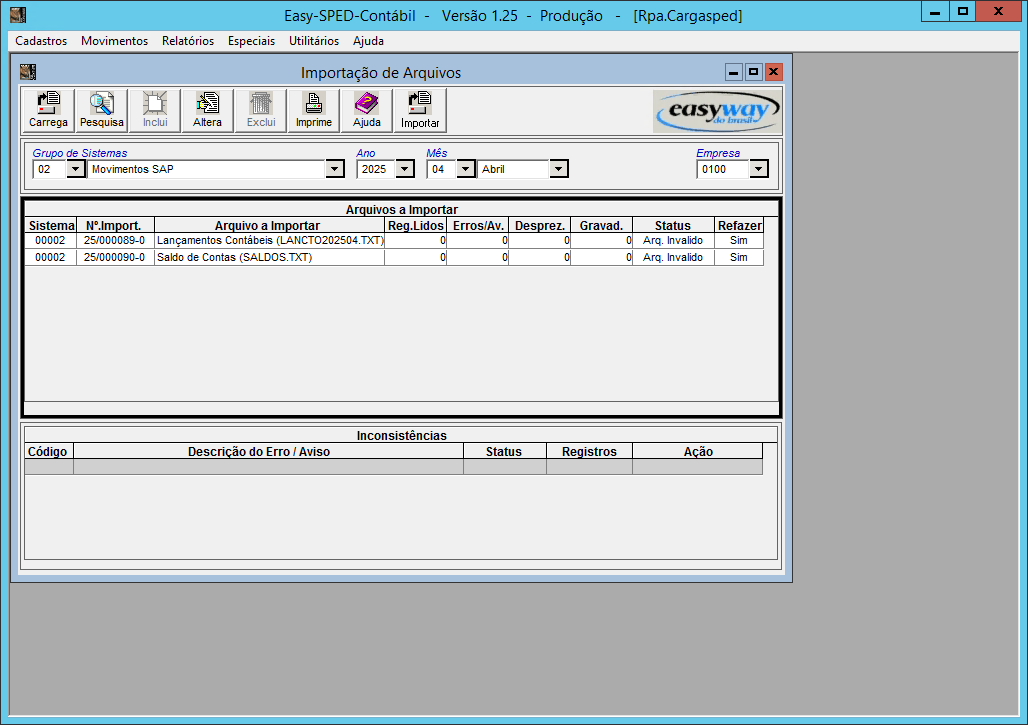 Easy-SPED-Contábil - Versão 1.25 - Produção - [Rpa.Cargasped]
Cadastros Movimentos Relatórios Especiais Utilitários Ajuda
Importação de Arquivos
Carrega Pesquisa Inclui Altera Exclui Imprime Ajuda Importar
easyway
do brasil
Grupo de Sistemas Ano Mês Empresa
02 Movimentos SAP 2025 04 Abril 0100
Arquivos a Importar
Sistema Nº.Import. Arquivo a Importar Reg.Lidos Erros/Av. Desprez. Gravad. Status Refazer
00002 25/000089-0 Lançamentos Contábeis (LANCTO202504.TXT) 0 0 0 0 Arq. Invalido Sim
00002 25/000090-0 Saldo de Contas (SALDOS.TXT) 0 0 0 0 Arq. Invalido Sim
Inconsistências
Código Descrição do Erro / Aviso Status Registros Ação